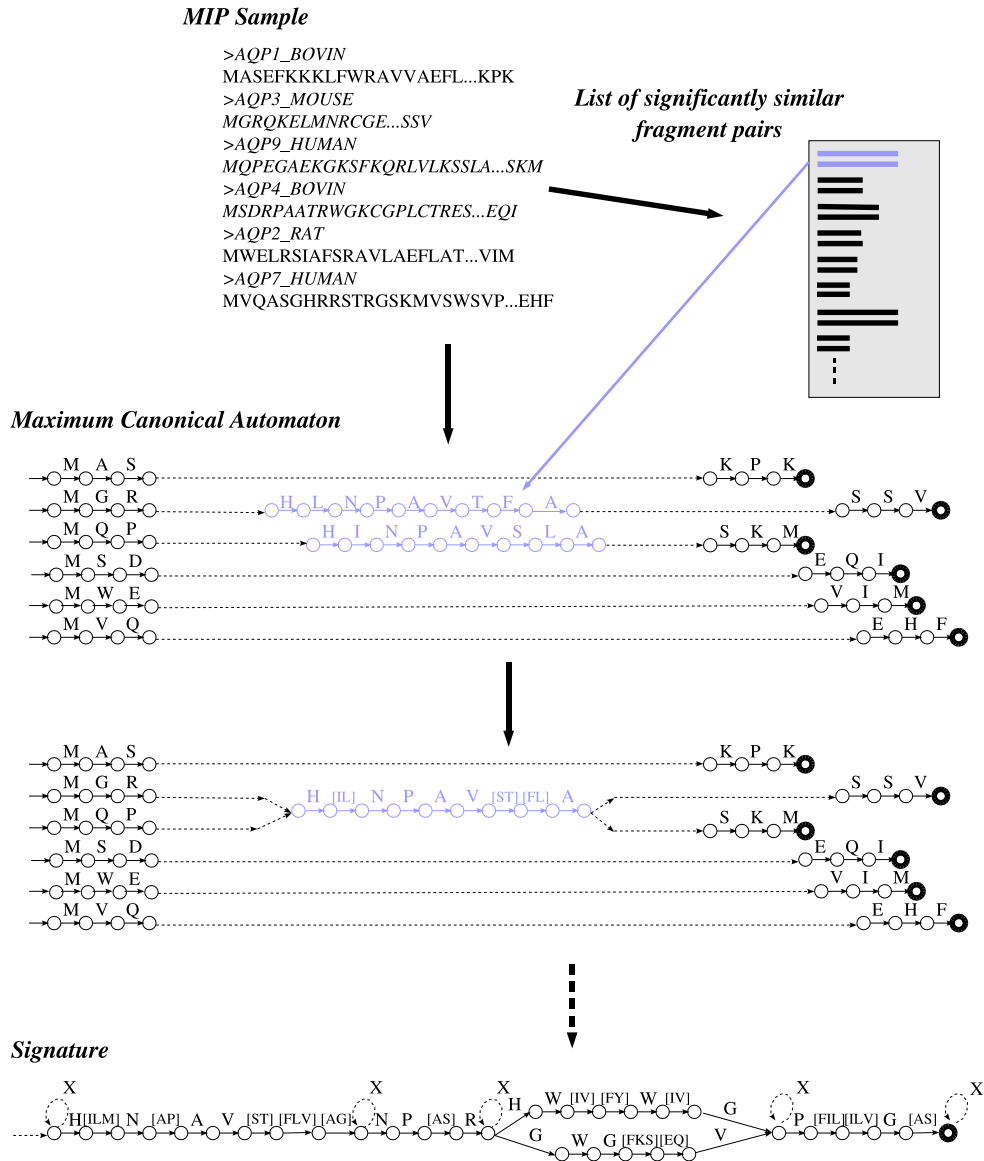 MIP Sample
>AQP1_BOVIN
MASEFKKKLFWRAVVAEFL...KPK
>AQP3_MOUSE
MGRQKELMNRCGE...SSV
>AQP9_HUMAN
MQPEGAEKGKSFKQRLVLKSSLA...SKM
>AQP4_BOVIN
MSDRPAATRWGKCGPLCTRES...EQI
>AQP2_RAT
MWELRSIAFSRAVLAEFLAT...VIM
>AQP7_HUMAN
MVQASGHRRSTRGSKMVSWSVP...EHF
List of significantly similar
fragment pairs
Maximum Canonical Automaton
M A S K P K
M G R H L N P A V T F A S S V
M Q P H I N P A V S L A S K M
M S D E Q I
M W E V I M
M V Q E H F
M A S K P K
M G R S S V
H [IL] N P A V [ST] [FL] A
M Q P S K M
M S D E Q I
M W E V I M
M V Q E H F
Signature
X X X X X
H [ILM] N [AP] A V [ST] [FLV] [AG] N P [AS] R
H W [IV] [FY] W [IV] G
G W G [FKS] [EQ] V
P [FIL] [ILV] G [AS]